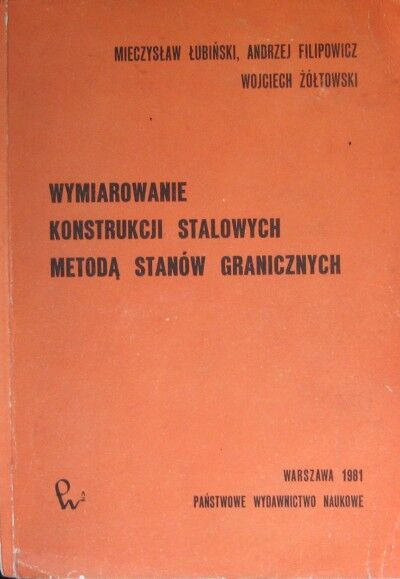 MIECZYSŁAW ŁUBIŃSKI, ANDRZEJ FILIPOWICZ
WOJCIECH ŻÓŁTOWSKI
WYMIAROWANIE
KONSTRUKCJI STALOWYCH
METODĄ STANÓW GRANICZNYCH
WARSZAWA 1981
PAŃSTWOWE WYDAWNICTWO NAUKOWE